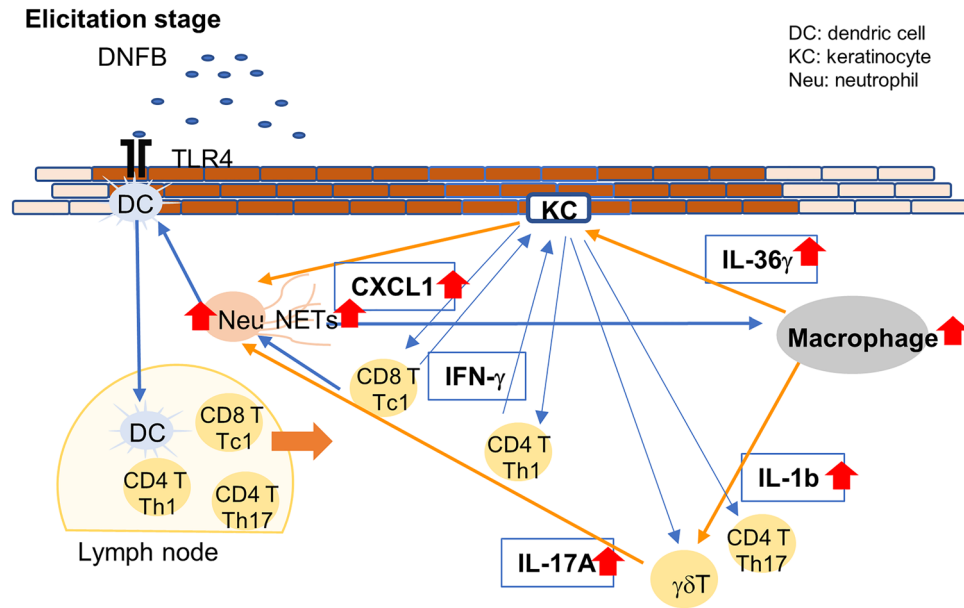 Elicitation stage
DNFB
DC: dendric cell
KC: keratinocyte
Neu: neutrophil
TLR4
DC
KC
IL-36γ
CXCL1
Neu
NETs
Macrophage
IFN-γ
CD8 T
Tc1
CD8 T
Tc1
DC
CD4 T
Th1
CD4 T
Th1
CD4 T
Th17
IL-1b
CD4 T
Th17
Lymph node
IL-17A
γδT